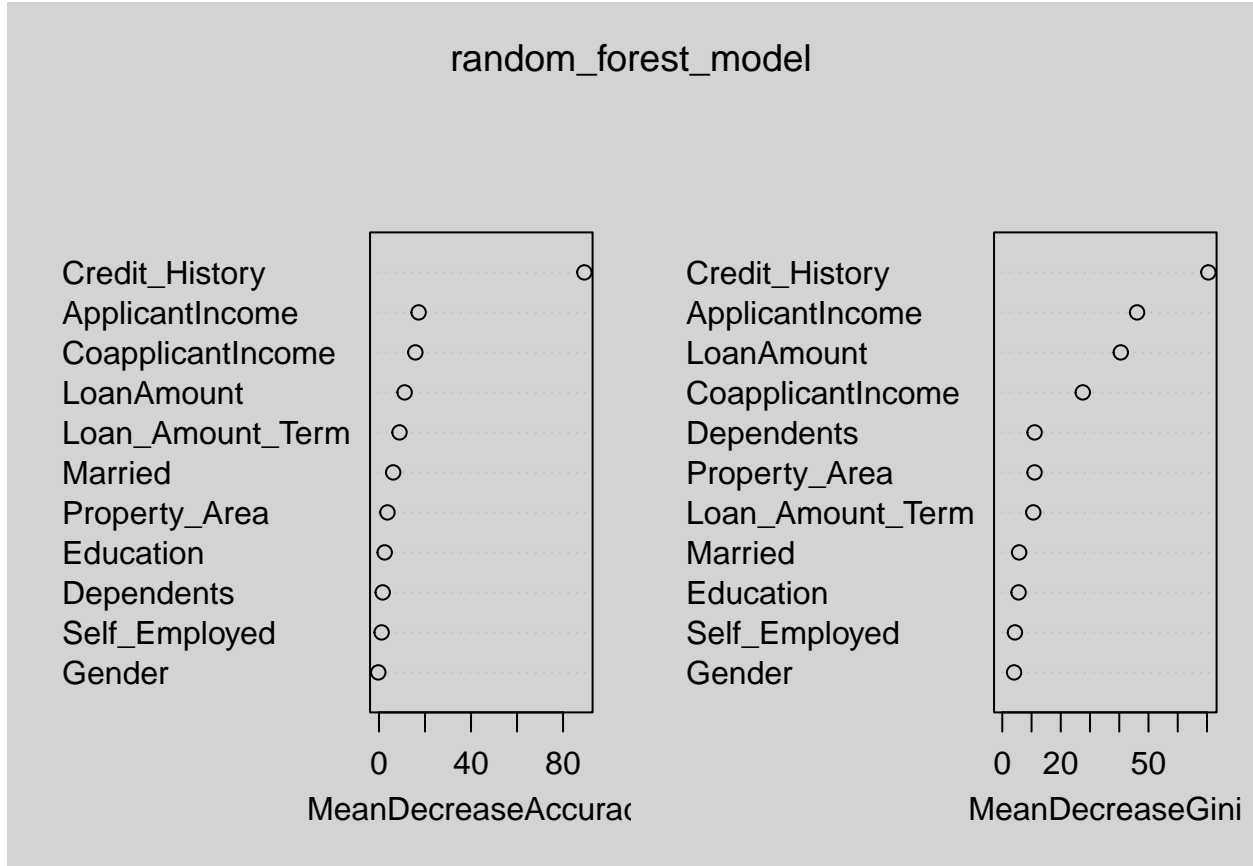 random_forest_model
Credit_History
ApplicantIncome
CoapplicantIncome
LoanAmount
Loan_Amount_Term
Married
Property_Area
Education
Dependents
Self_Employed
Gender
0 40 80
MeanDecreaseAccurac
Credit_History
ApplicantIncome
LoanAmount
CoapplicantIncome
Dependents
Property_Area
Loan_Amount_Term
Married
Education
Self_Employed
Gender
0 20 50
MeanDecreaseGini